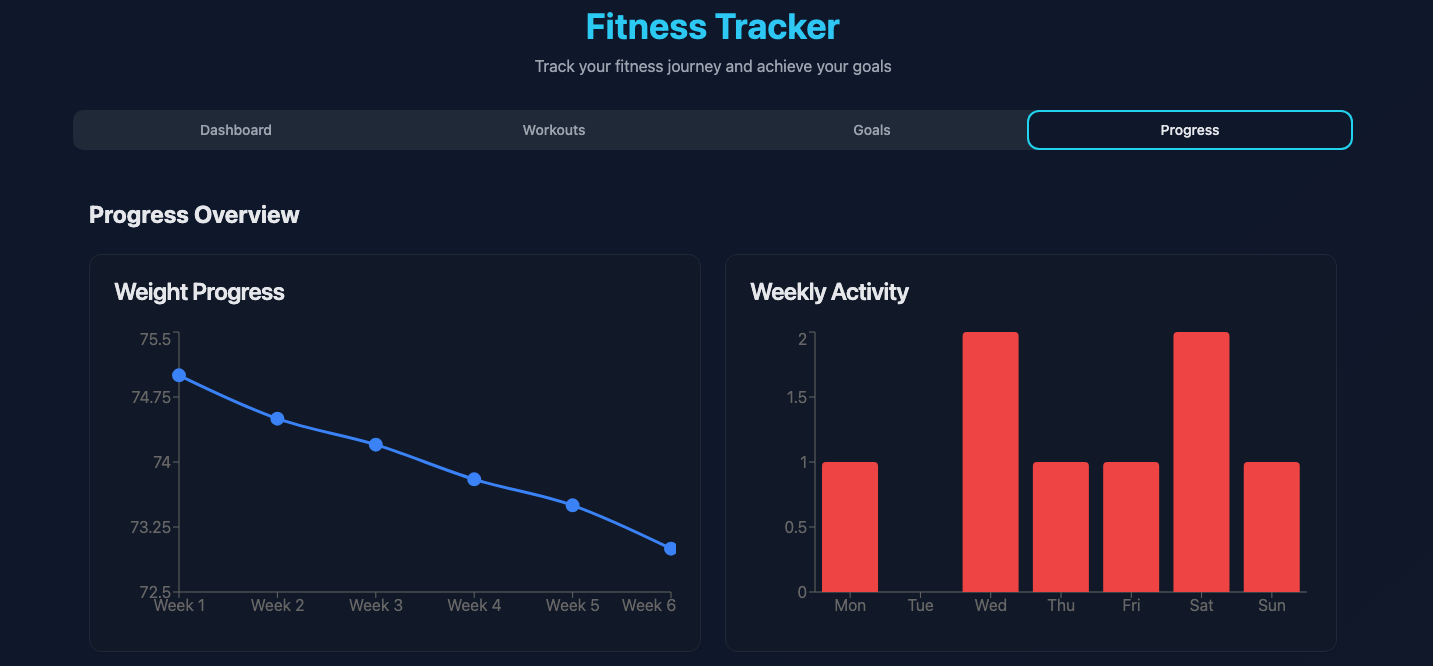 Fitness Tracker
Track your fitness journey and achieve your goals
Dashboard Workouts Goals Progress
Progress Overview
Weight Progress
75.5
74.75
74
73.25
72.5
Week 1 Week 2 Week 3 Week 4 Week 5 Week 6
Weekly Activity
2
1.5
1
0.5
0
Mon Tue Wed Thu Fri Sat Sun